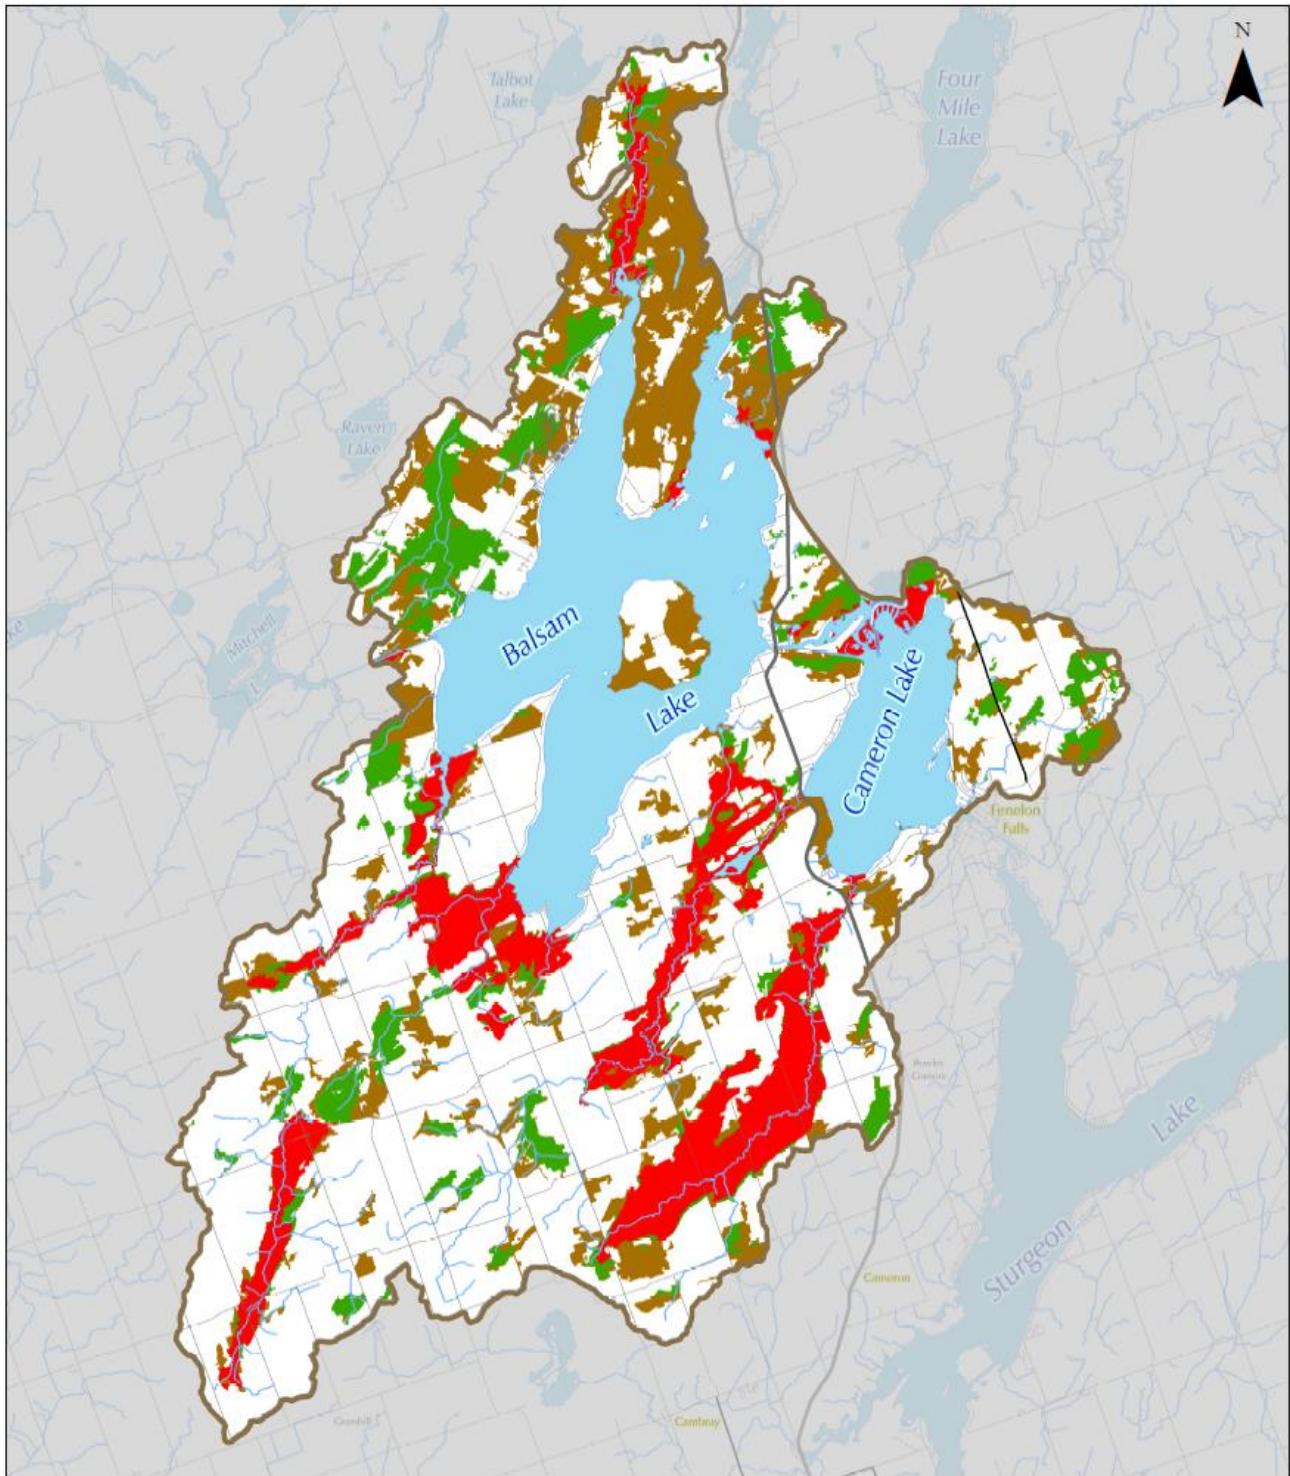 N
Talbot
Lake
Four
Mile
Lake
Raven
Lake
Mitchell
L
Balsam
Lake
Cameron Lake
Fenelon
Falls
Lake
Sturgeon
Cameron
Cambray